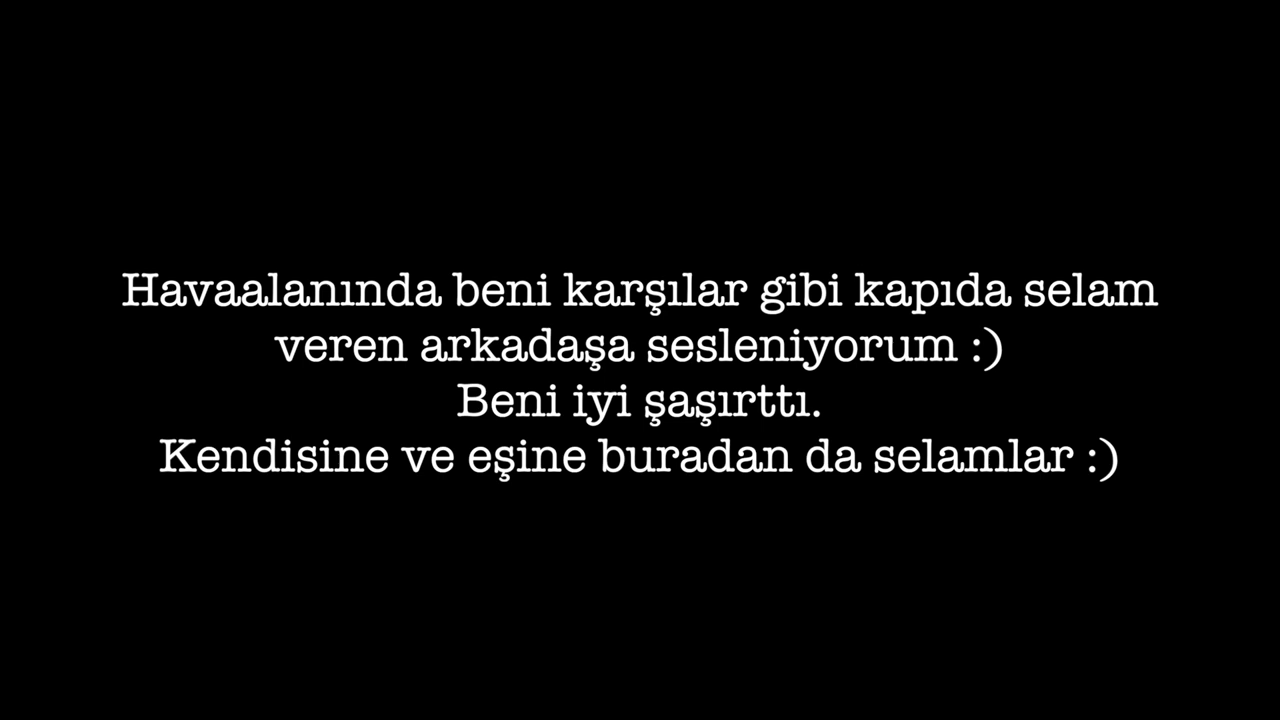 Havaalanında beni karşılar gibi kapıda selam
veren arkadaşa sesleniyorum :)
Beni iyi şaşırttı.
Kendisine ve eşine buradan da selamlar :)